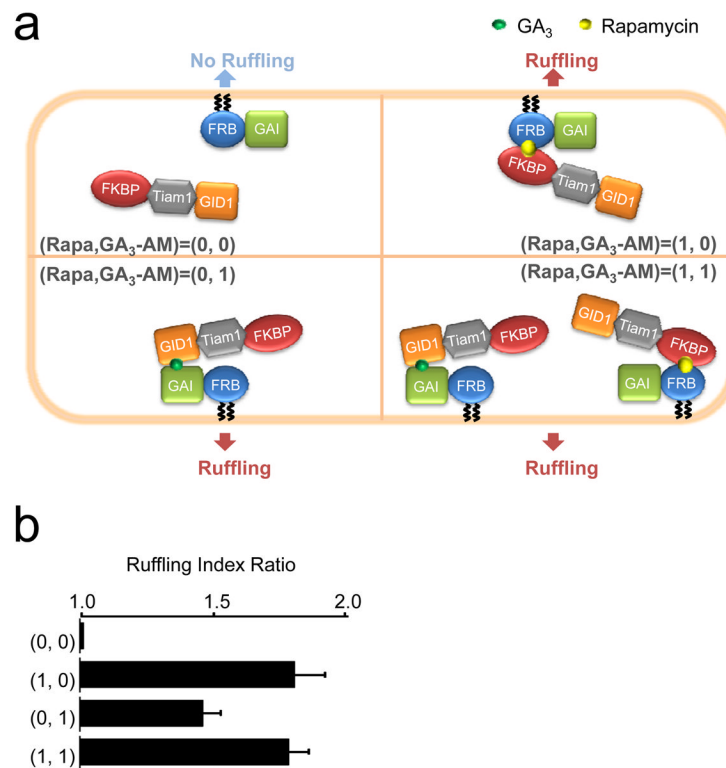 a
GA3
Rapamycin
No Ruffling
Ruffling
FRB GAI
FRB GAI
FKBP Tiam1 GID1
FKBP Tiam1 GID1
(Rapa,GA3-AM)=(0, 0)
(Rapa,GA3-AM)=(1, 0)
(Rapa,GA3-AM)=(0, 1)
(Rapa,GA3-AM)=(1, 1)
GID1 Tiam1 FKBP
GAI FRB
GID1 Tiam1 FKBP
GAI FRB
GID1 Tiam1 FKBP
GAI FRB
Ruffling
Ruffling
b
Ruffling Index Ratio
1.0 1.5 2.0
(0, 0)
(1, 0)
(0, 1)
(1, 1)